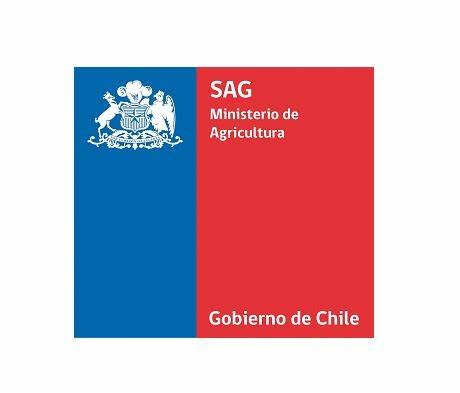 SAG
Ministerio de
Agricultura
Gobierno de Chile